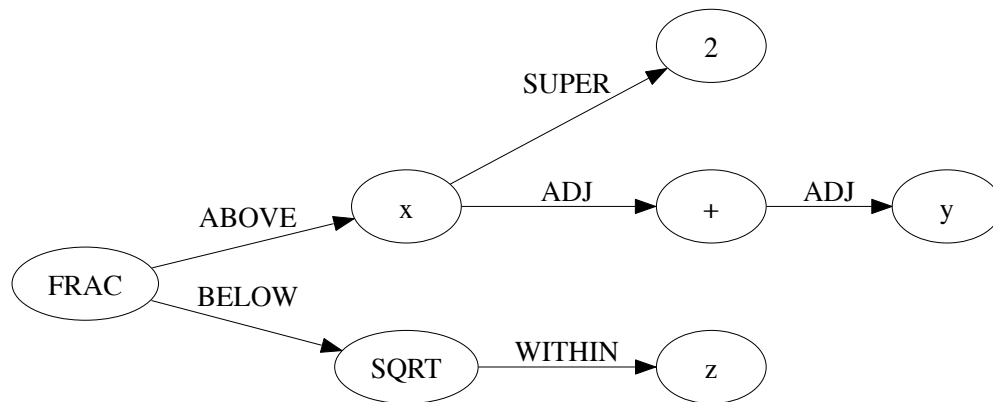 2
SUPER
x
ADJ
+
ADJ
y
ABOVE
FRAC
BELOW
SQRT
WITHIN
z